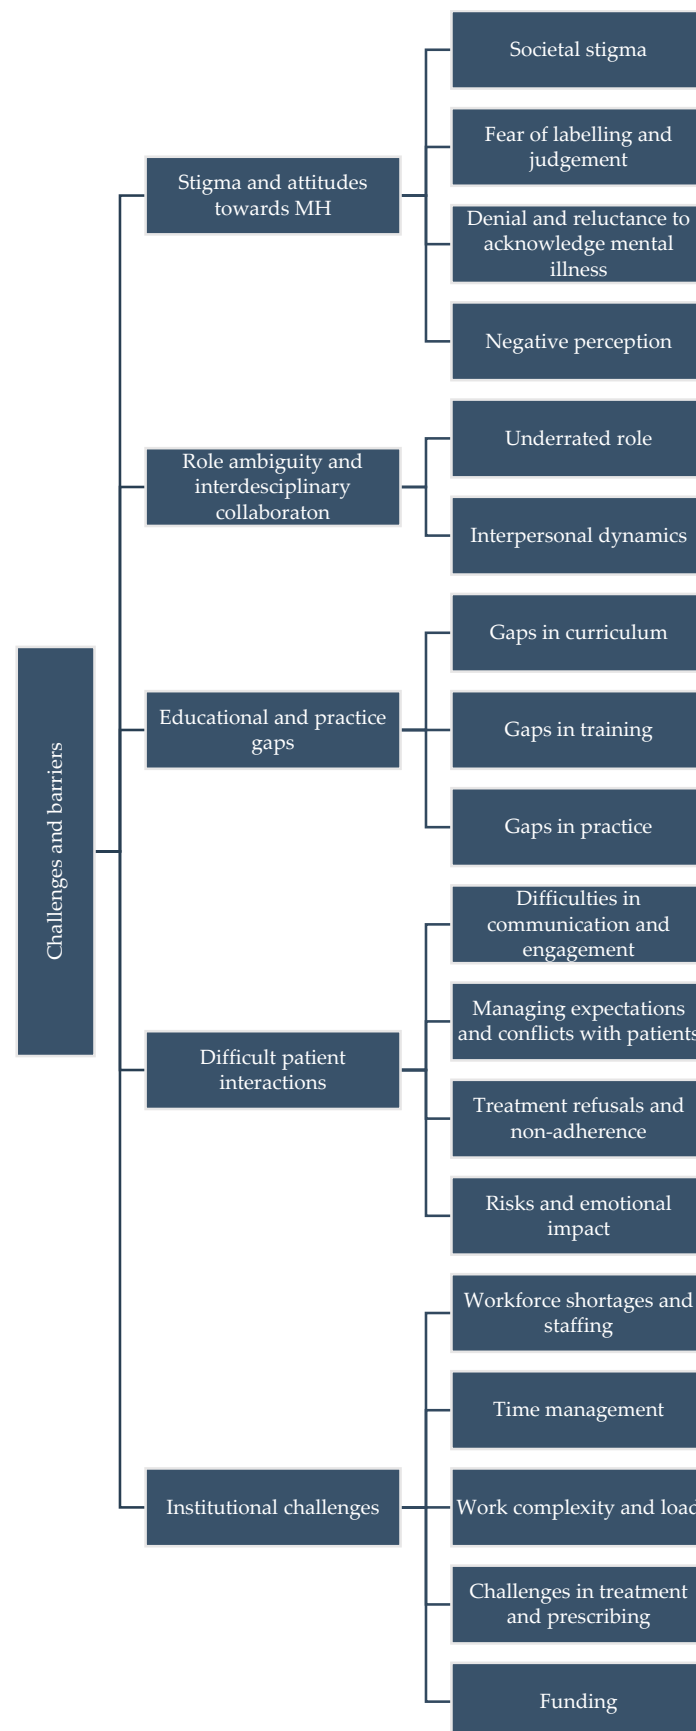 Challenges and barriers
Stigma and attitudes
towards MH
Societal stigma
Fear of labelling and
judgement
Denial and reluctance to
acknowledge mental
illness
Negative perception
Role ambiguity and
interdesciplinary
collaboraton
Underrated role
Interpersonal dynamics
Educational and practice
gaps
Gaps in curriculum
Gaps in training
Gaps in practice
Difficult patient
interactions
Difficulties in
communication and
engagement
Managing expectations
and conflicts with patients
Treatment refusals and
non-adherence
Risks and emotional
impact
Institutional challenges
Workforce shortages and
staffing
Time management
Work complexity and load
Challenges in treatment
and prescribing
Funding